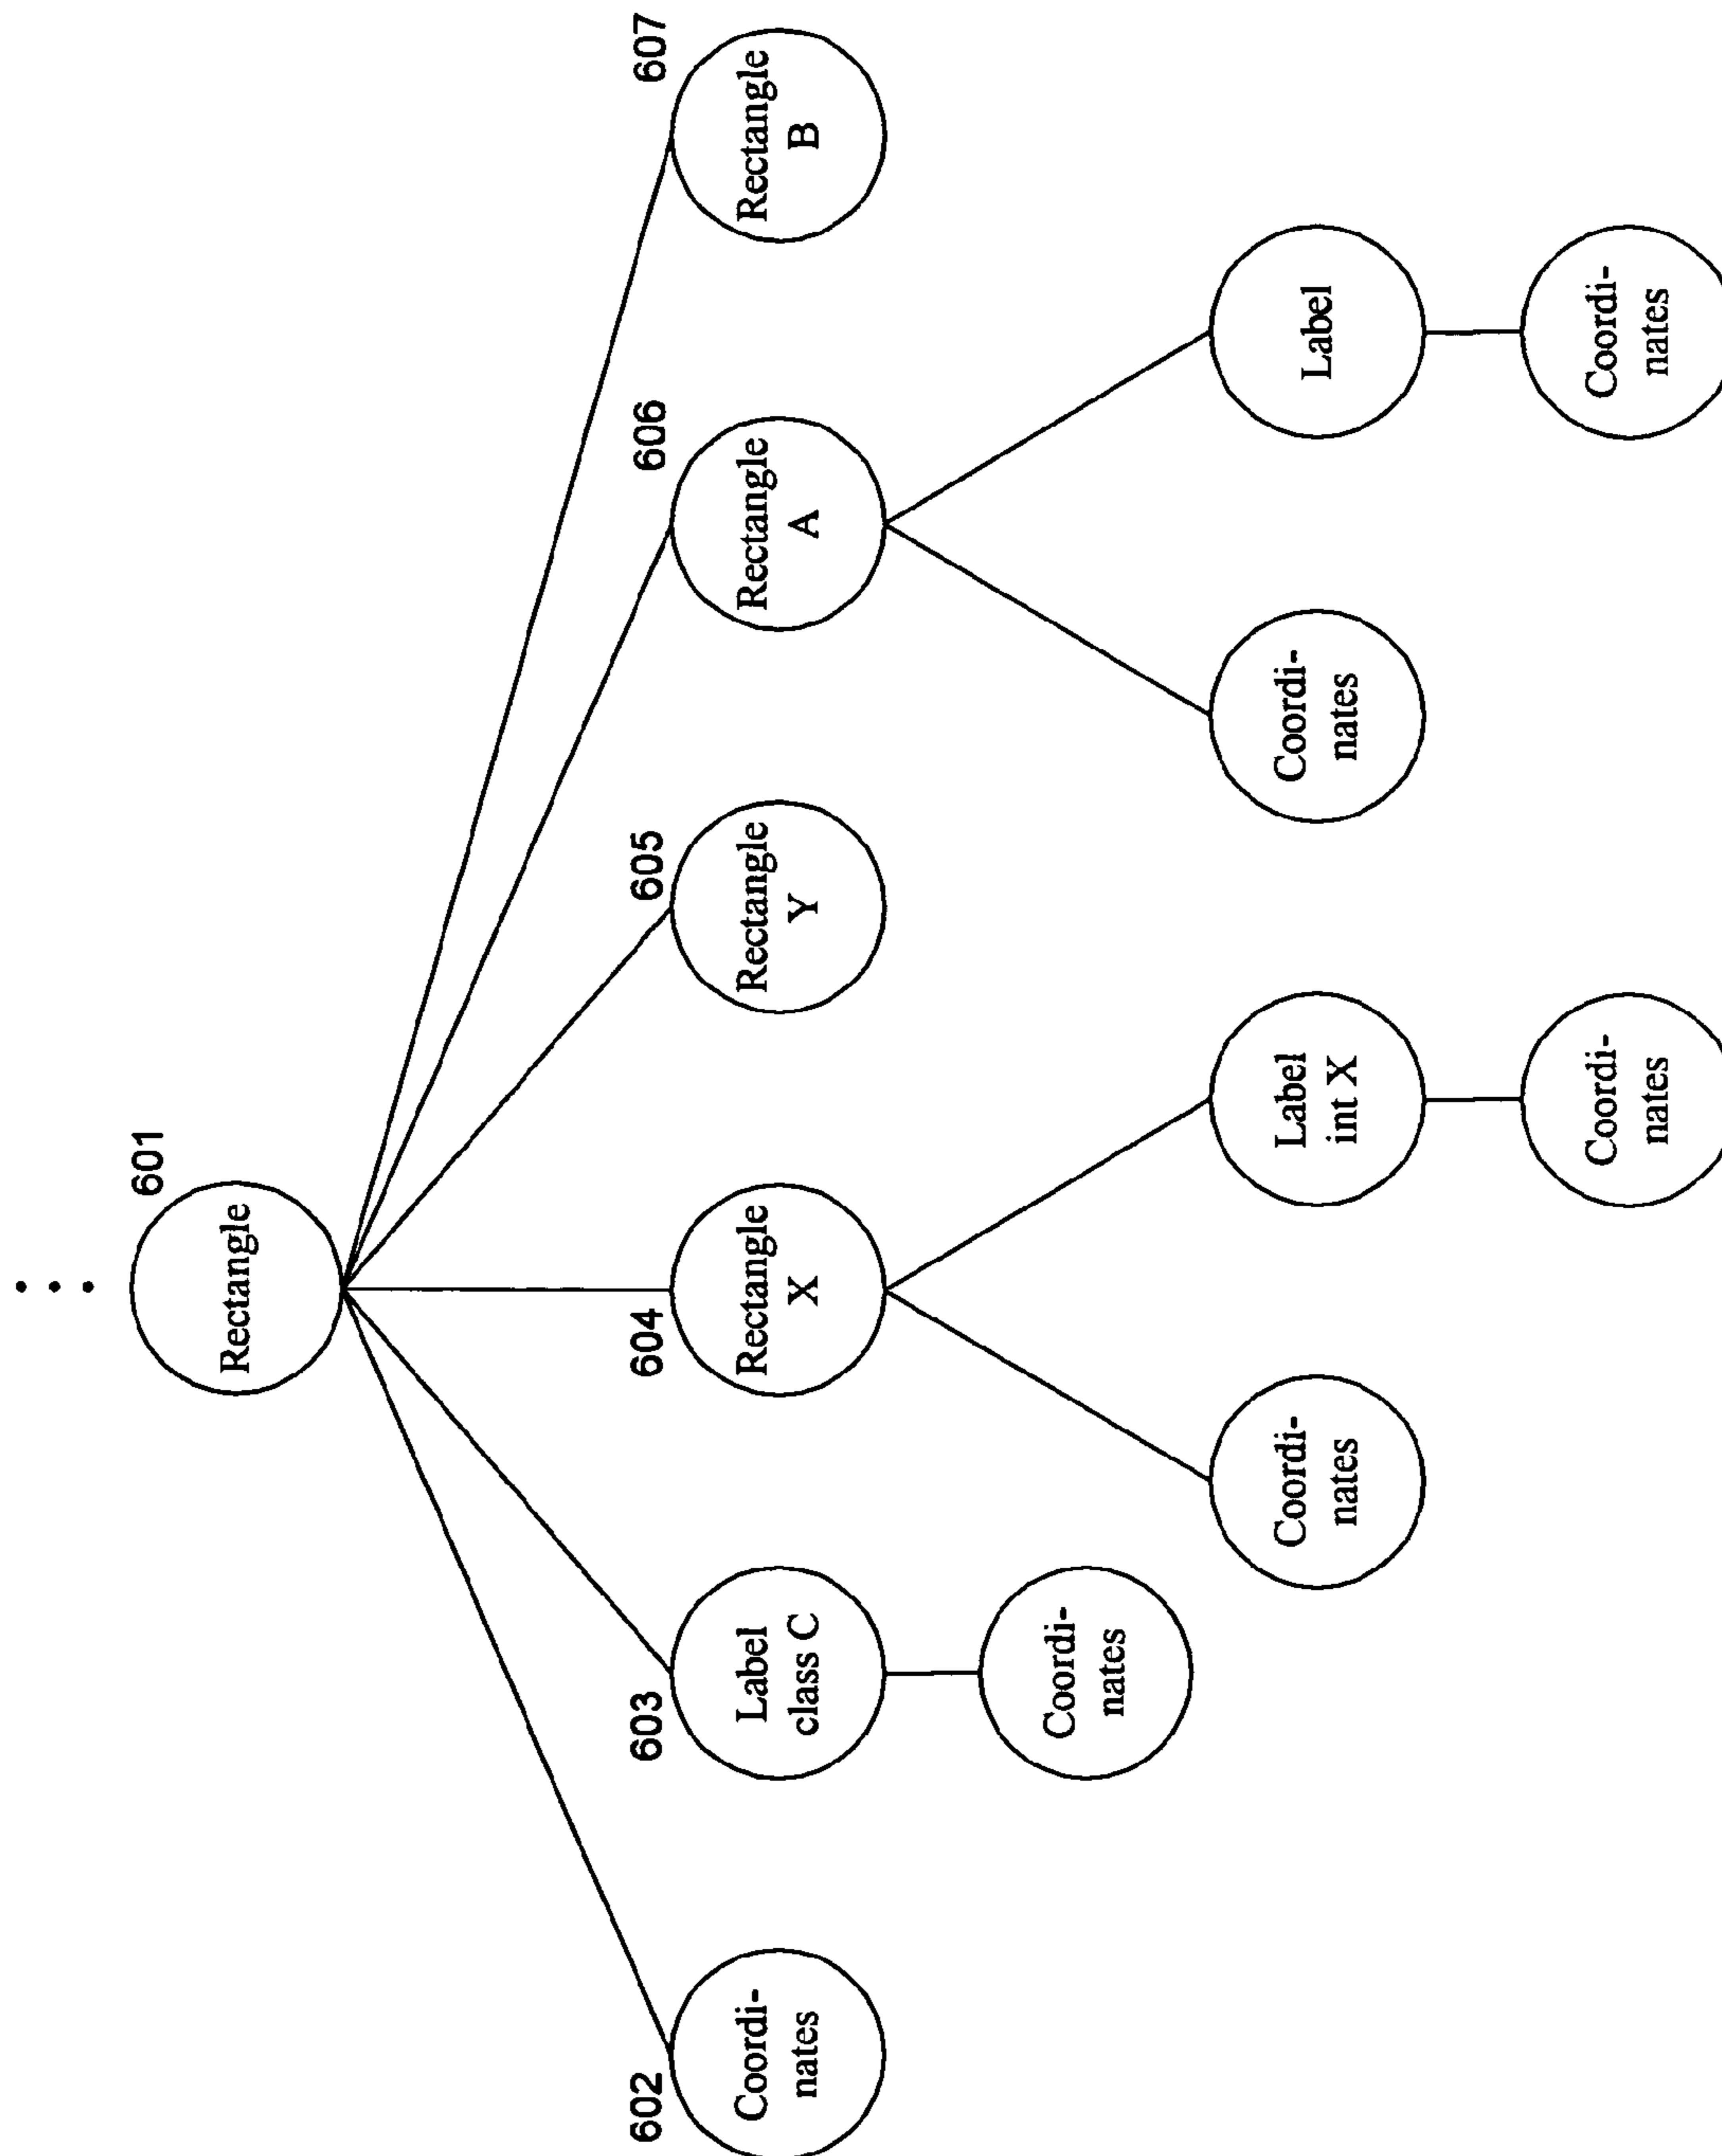 601
Rectangle
602
Coordi-
nates
603
Label
class C
604
Rectangle
X
605
Rectangle
Y
606
Rectangle
A
607
Rectangle
B
Coordi-
nates
Coordi-
nates
Label
int X
Coordi-
nates
Label
Coordi-
nates
Coordi-
nates